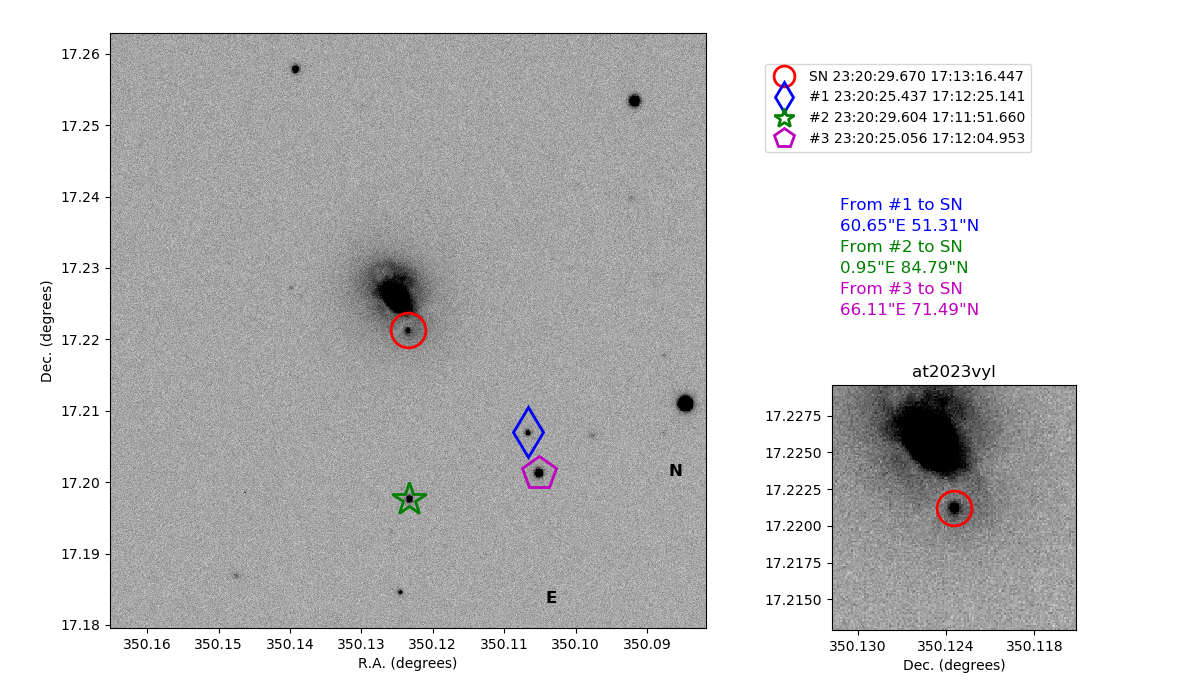 17.26
17.25
17.24
17.23
17.22
17.21
17.20
17.19
17.18
Dec. (degrees)
350.16 350.15 350.14 350.13 350.12 350.11 350.10 350.09
R.A. (degrees)
N
E
SN 23:20:29.670 17:13:16.447
#1 23:20:25.437 17:12:25.141
#2 23:20:29.604 17:11:51.660
#3 23:20:25.056 17:12:04.953
From #1 to SN
60.65"E 51.31"N
From #2 to SN
0.95"E 84.79"N
From #3 to SN
66.11"E 71.49"N
at2023vyl
17.2275
17.2250
17.2225
17.2200
17.2175
17.2150
350.130 350.124 350.118
Dec. (degrees)